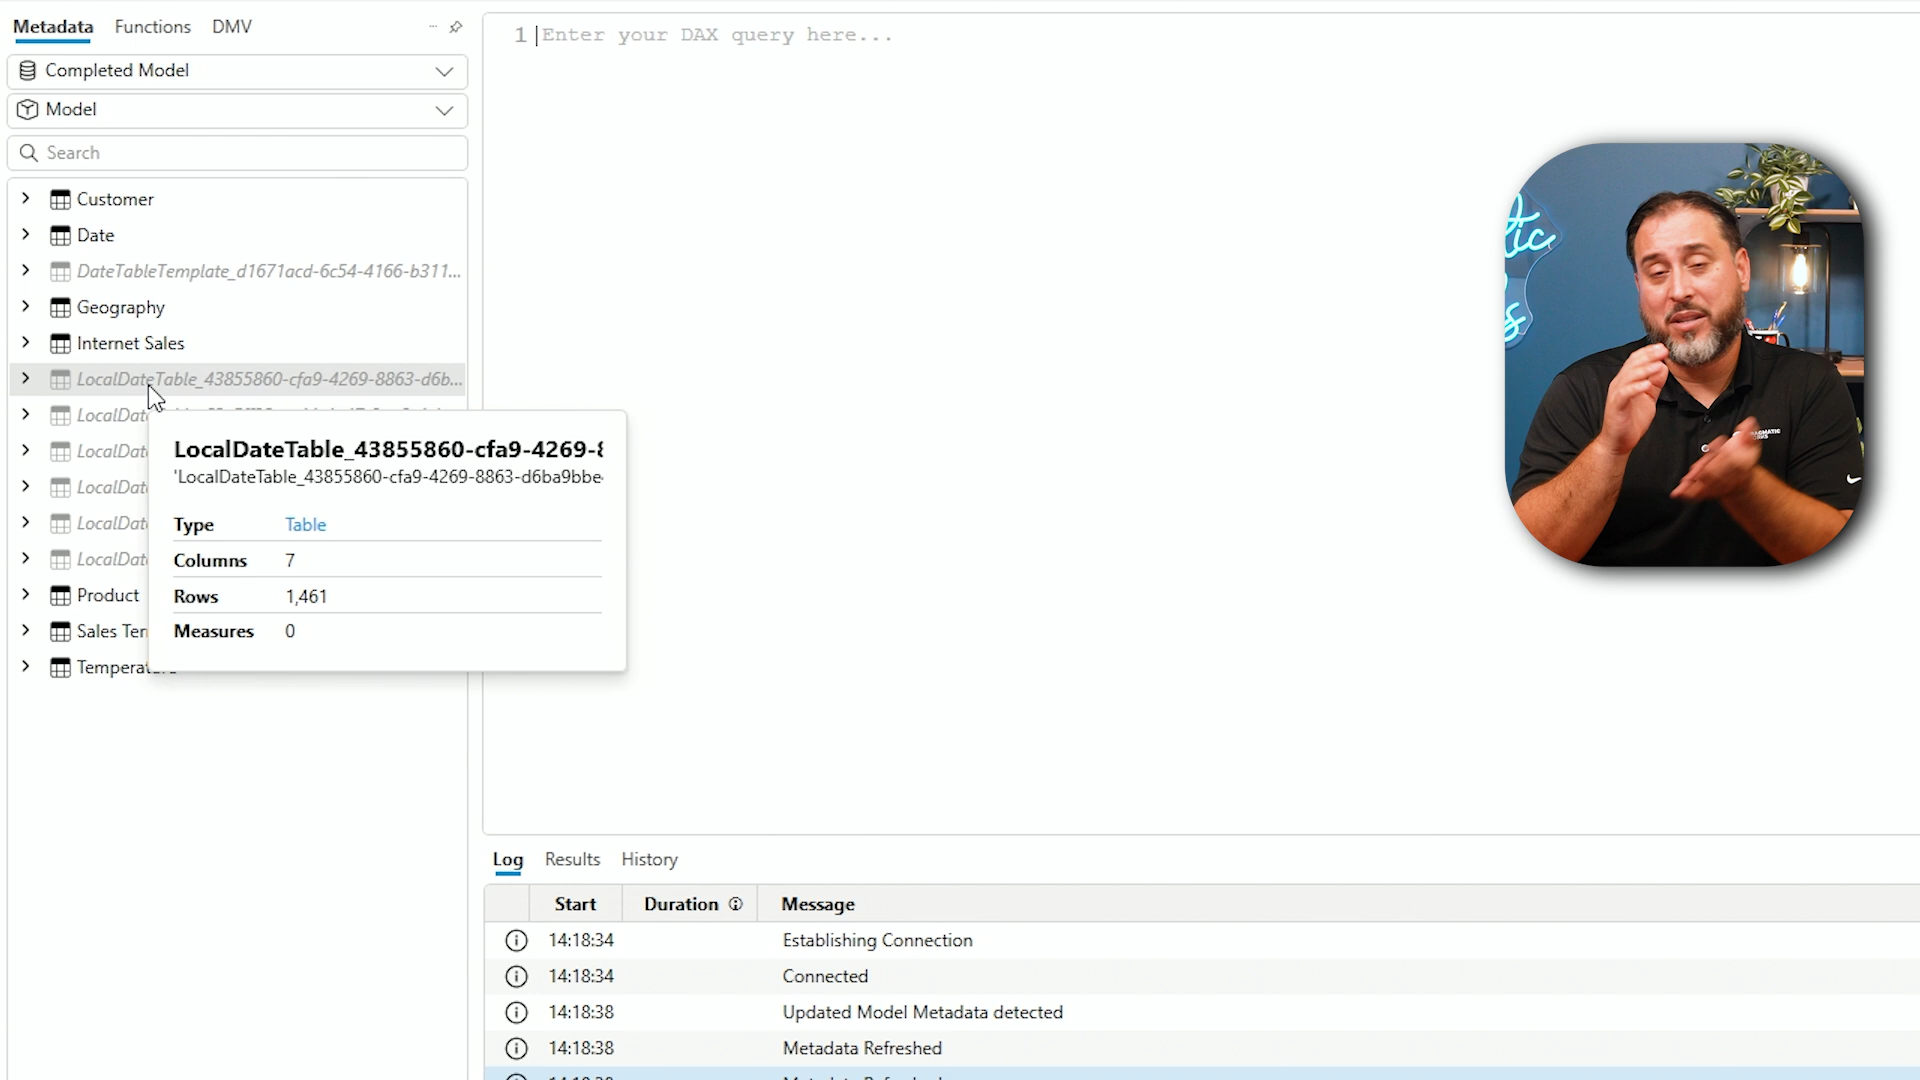 Metadata Functions DMV
Completed Model
Model
Search
Customer
Date
DateTableTemplate_d1671acd-6c54-4166-b311...
Geography
Internet Sales
LocalDateTable_43855860-cfa9-4269-8863-d6b...
LocalDat
LocalDat
LocalDat
LocalDat
LocalDat
Product
Sales Ter
Temperat
LocalDateTable_43855860-cfa9-4269-8
'LocalDateTable_43855860-cfa9-4269-8863-d6ba9bbe
Type Table
Columns 7
Rows 1,461
Measures 0
1 Enter your DAX query here...
tic
s
Log Results History
Start Duration Message
14:18:34 Establishing Connection
14:18:34 Connected
14:18:38 Updated Model Metadata detected
14:18:38 Metadata Refreshed